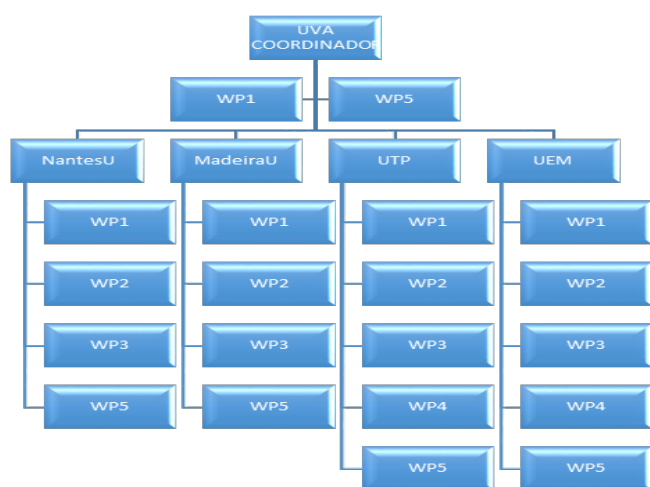 UVA
COORDINADOR
WP1
WP5
NantesU
MadeiraU
UTP
UEM
WP1
WP1
WP1
WP1
WP2
WP2
WP2
WP2
WP3
WP3
WP3
WP3
WP5
WP5
WP4
WP4
WP5
WP5